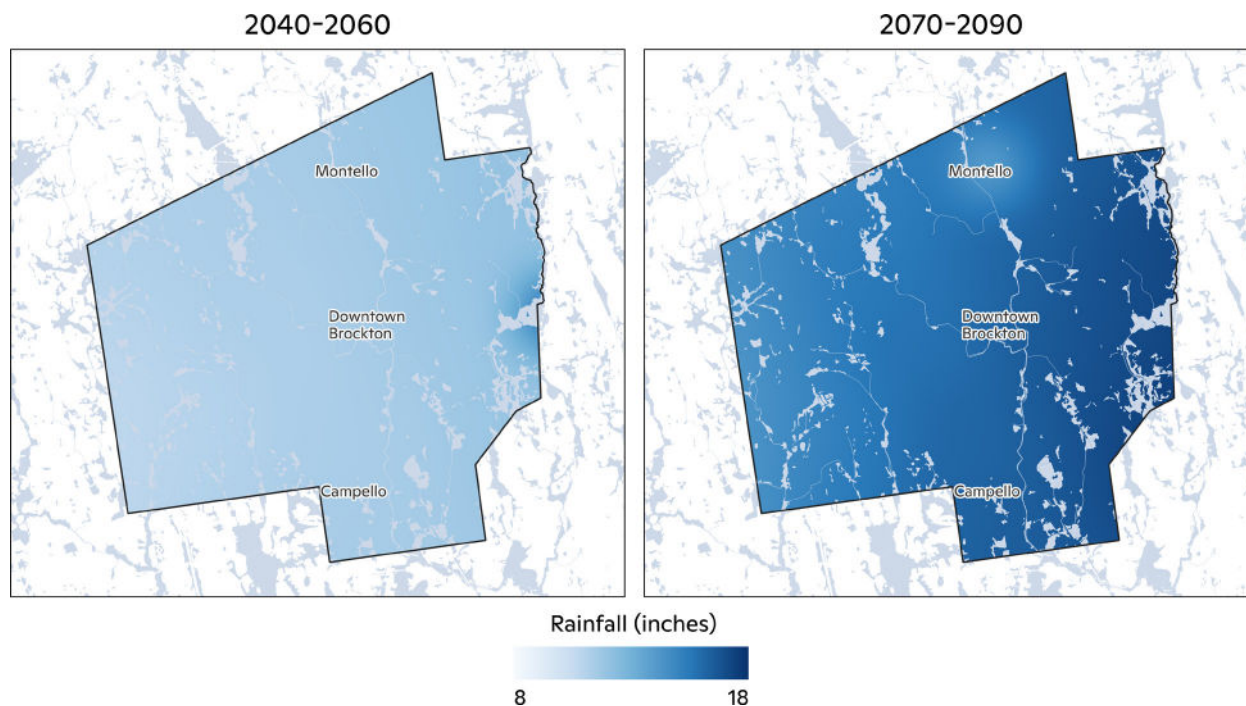 2040-2060
2070-2090
Montello
Downtown
Brockton
Campello
Montello
Downtown
Brockton
Campello
Rainfall (inches)
8
18